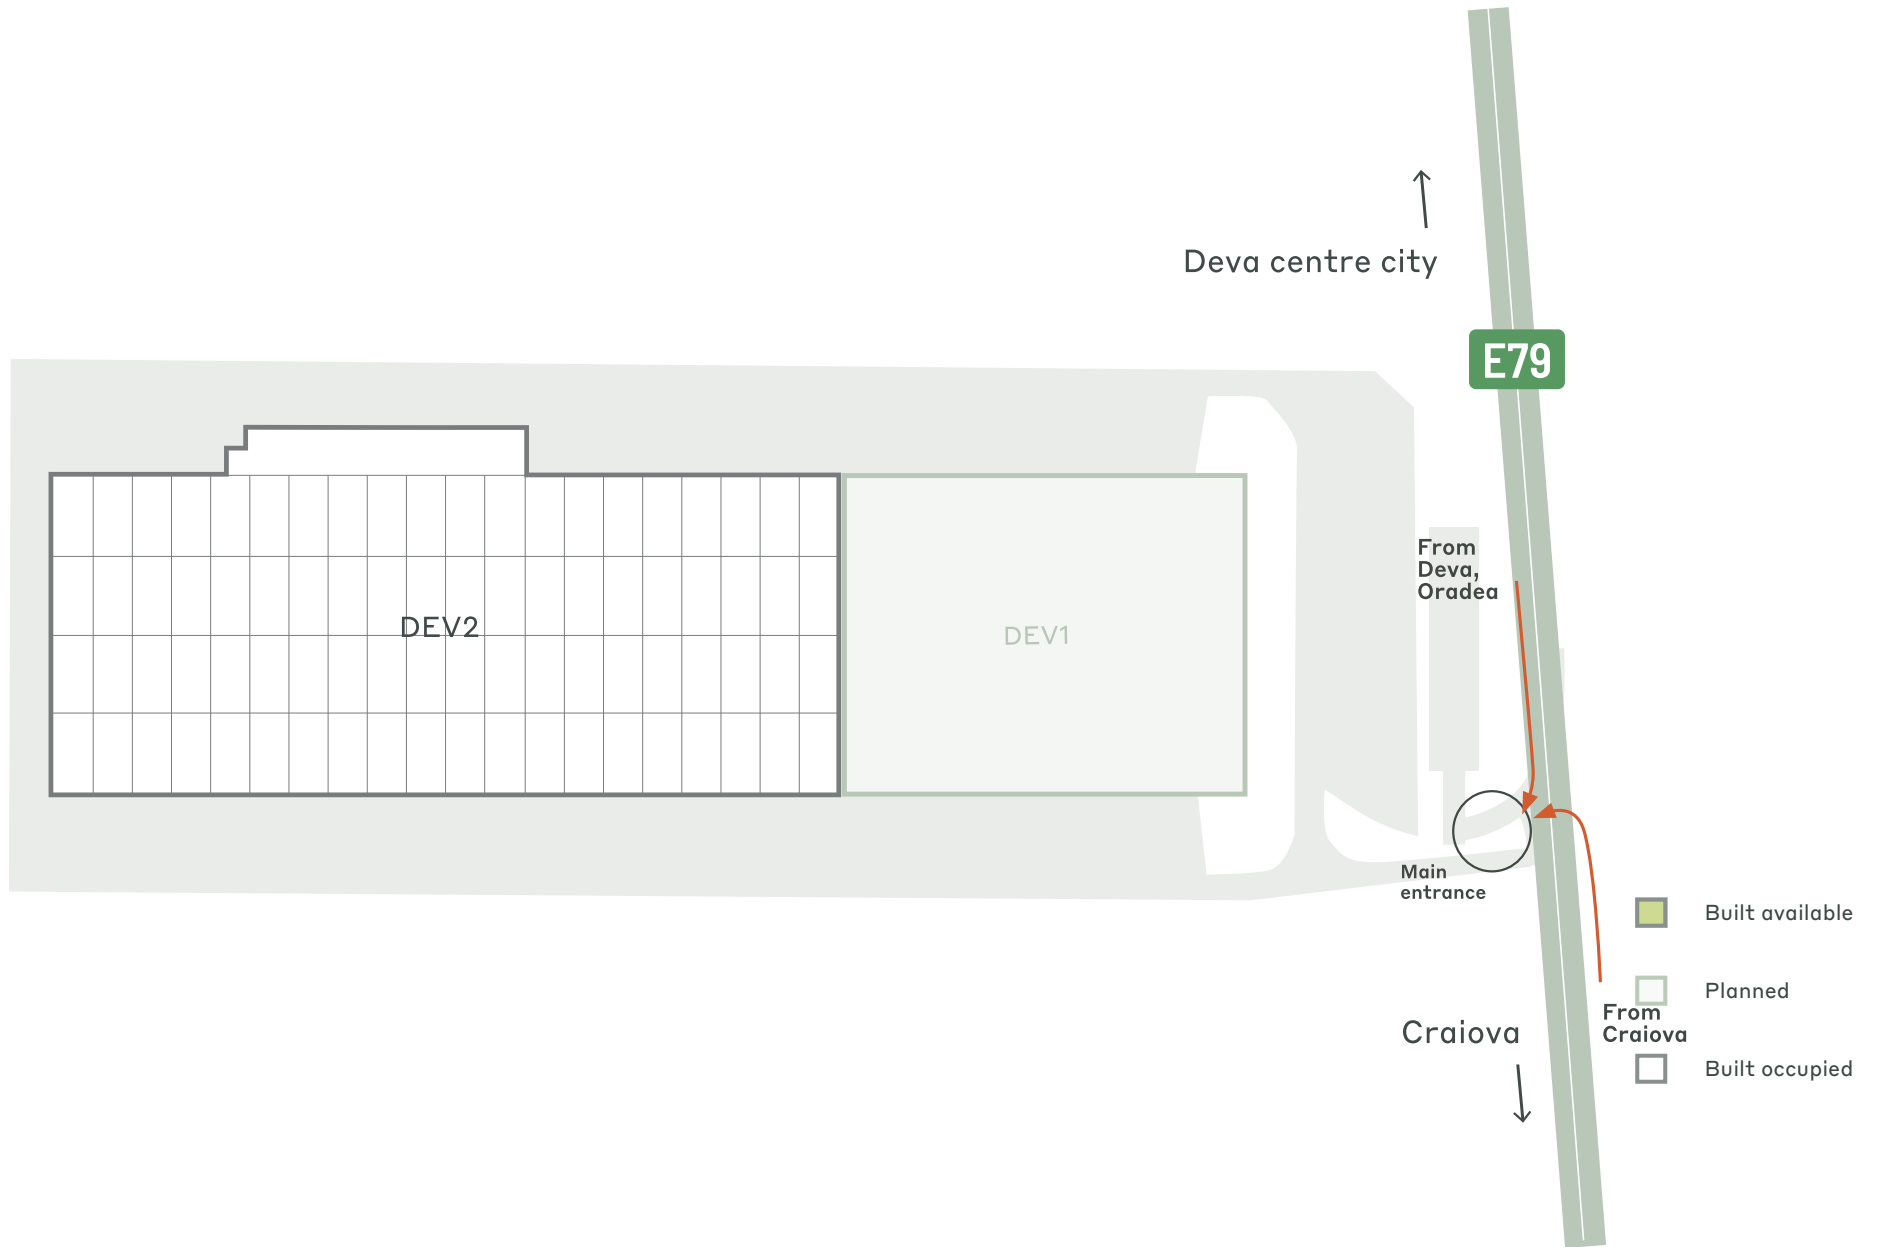 Deva centre city
E79
From
Deva,
Oradea
DEV2
DEV1
Main
entrance
Built available
Planned
From
Craiova
Craiova
Built occupied